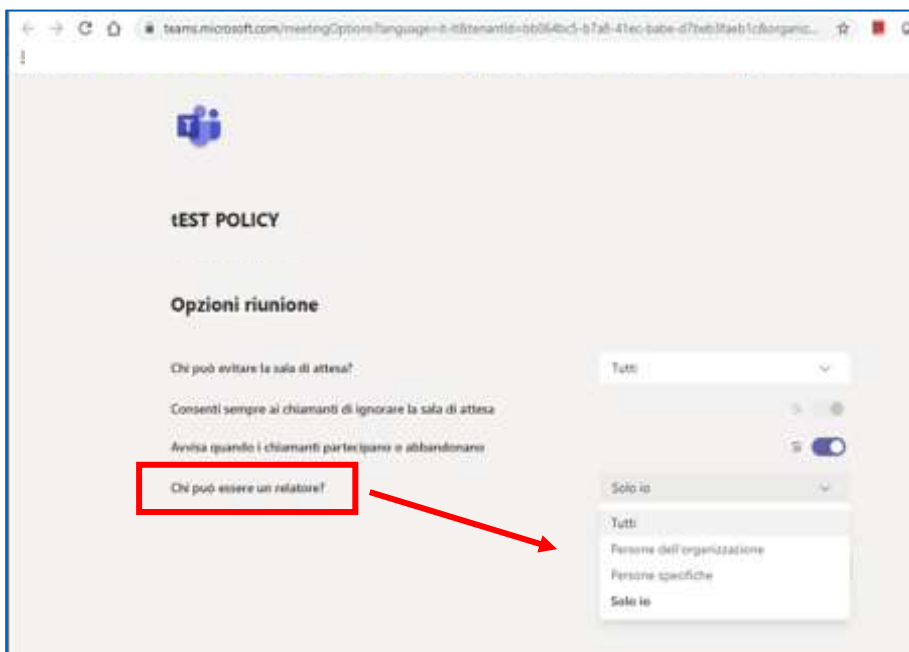 teams.microsoft.com/meetingOptions?language=it-it&tenantId=
T
tEST POLICY
Opzioni riunione
Chi può evitare la sala di attesa?
Tutti
Consenti sempre ai chiamanti di ignorare la sala di attesa
Avvisa quando i chiamanti partecipano o abbandonano
Sì
Chi può essere un relatore?
Solo io
Tutti
Persone dell'organizzazione
Persone specifiche
Solo io